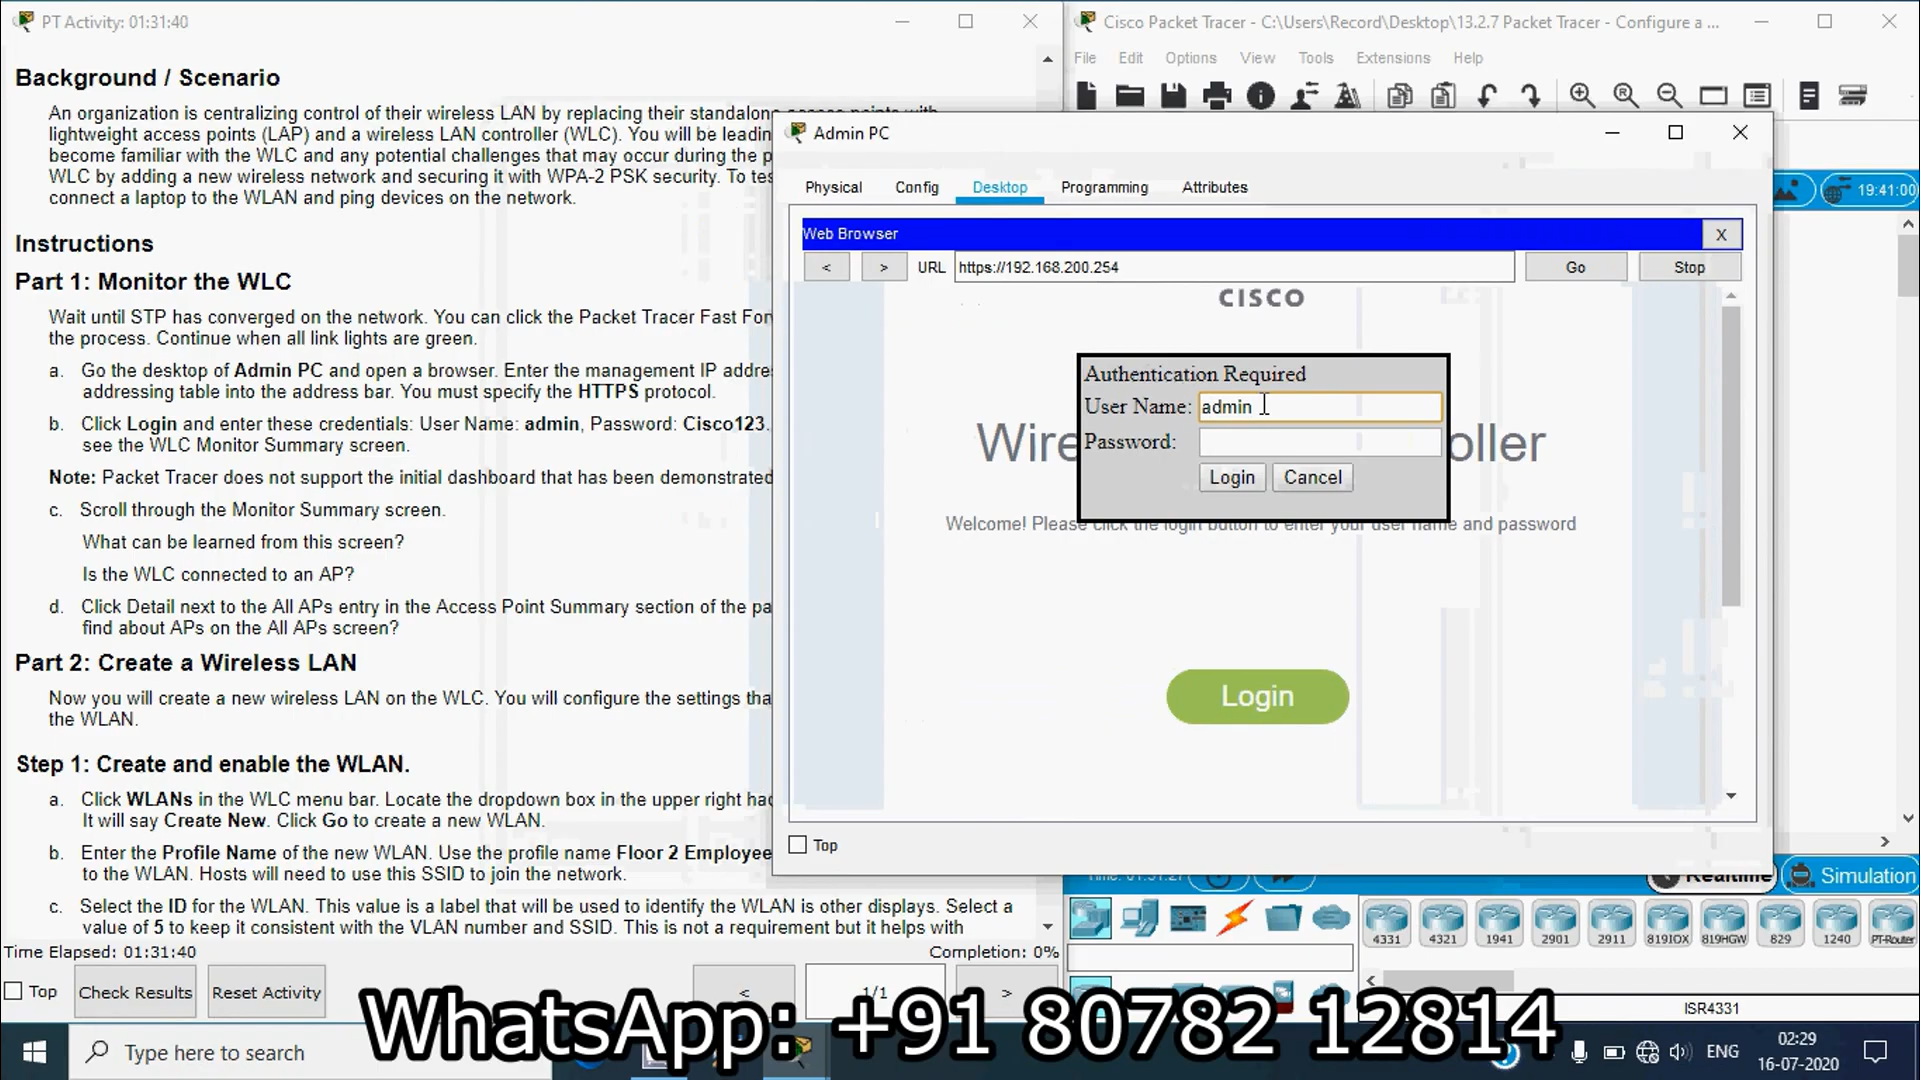 PT Activity: 01:31:40
Background / Scenario
An organization is centralizing control of their wireless LAN by replacing their standalone access points with
lightweight access points (LAP) and a wireless LAN controller (WLC). You will be leadin
become familiar with the WLC and any potential challenges that may occur during the p
WLC by adding a new wireless network and securing it with WPA-2 PSK security. To tes
connect a laptop to the WLAN and ping devices on the network.
Instructions
Part 1: Monitor the WLC
Wait until STP has converged on the network. You can click the Packet Tracer Fast For
the process. Continue when all link lights are green.
a. Go the desktop of Admin PC and open a browser. Enter the management IP addre
addressing table into the address bar. You must specify the HTTPS protocol.
b. Click Login and enter these credentials: User Name: admin, Password: Cisco123.
see the WLC Monitor Summary screen.
Note: Packet Tracer does not support the initial dashboard that has been demonstrated
c. Scroll through the Monitor Summary screen.
What can be learned from this screen?
Is the WLC connected to an AP?
d. Click Detail next to the All APs entry in the Access Point Summary section of the pa
find about APs on the All APs screen?
Part 2: Create a Wireless LAN
Now you will create a new wireless LAN on the WLC. You will configure the settings tha
the WLAN.
Step 1: Create and enable the WLAN.
a. Click WLANs in the WLC menu bar. Locate the dropdown box in the upper right hac
It will say Create New. Click Go to create a new WLAN.
b. Enter the Profile Name of the new WLAN. Use the profile name Floor 2 Employee
to the WLAN. Hosts will need to use this SSID to join the network.
c. Select the ID for the WLAN. This value is a label that will be used to identify the WLAN is other displays. Select a
value of 5 to keep it consistent with the VLAN number and SSID. This is not a requirement but it helps with
Time Elapsed: 01:31:40
Completion: 0%
Top
Check Results
Reset Activity
<
1/1
>
Cisco Packet Tracer - C:\Users\Record\Desktop\13.2.7 Packet Tracer - Configure a ...
File Edit Options View Tools Extensions Help
19:41:00
Admin PC
Physical Config Desktop Programming Attributes
Web Browser
X
< > URL https://192.168.200.254 Go Stop
CISCO
Authentication Required
User Name: admin
Password:
Login Cancel
Wire
oller
Welcome! Please click the login button to enter your user name and password
Login
Top
Time: 01:31:27
Realtime
Simulation
4331 4321 1941 2901 2911 819IOX 819HGW 829 1240 PT-Router
ISR4331
WhatsApp: +91 80782 12814
Type here to search
ENG
02:29
16-07-2020